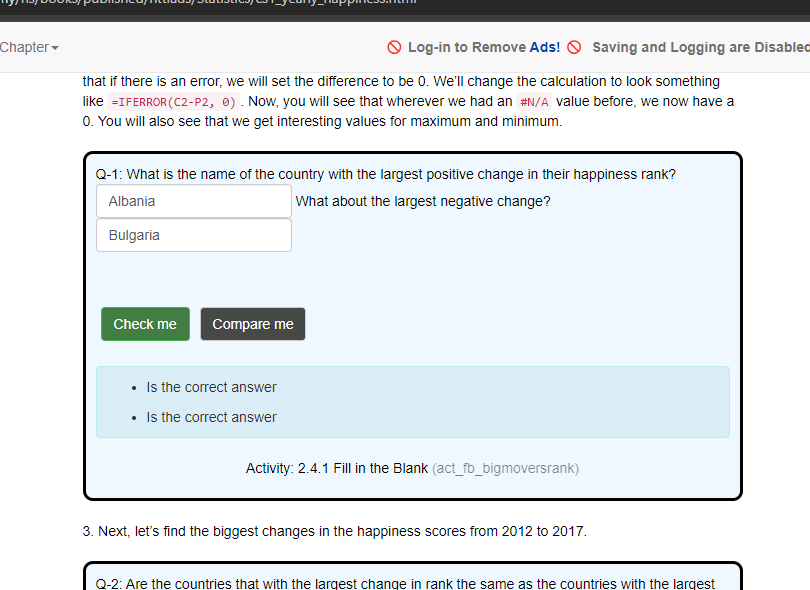 Chapter
Log-in to Remove Ads! Saving and Logging are Disabled
that if there is an error, we will set the difference to be 0. We'll change the calculation to look something
like =IFERROR(C2-P2, 0). Now, you will see that wherever we had an #N/A value before, we now have a
0. You will also see that we get interesting values for maximum and minimum.
Q-1: What is the name of the country with the largest positive change in their happiness rank?
Albania What about the largest negative change?
Bulgaria
Check me Compare me
• Is the correct answer
• Is the correct answer
Activity: 2.4.1 Fill in the Blank (act_fb_bigmoversrank)
3. Next, let's find the biggest changes in the happiness scores from 2012 to 2017.
Q-2: Are the countries that with the largest change in rank the same as the countries with the largest